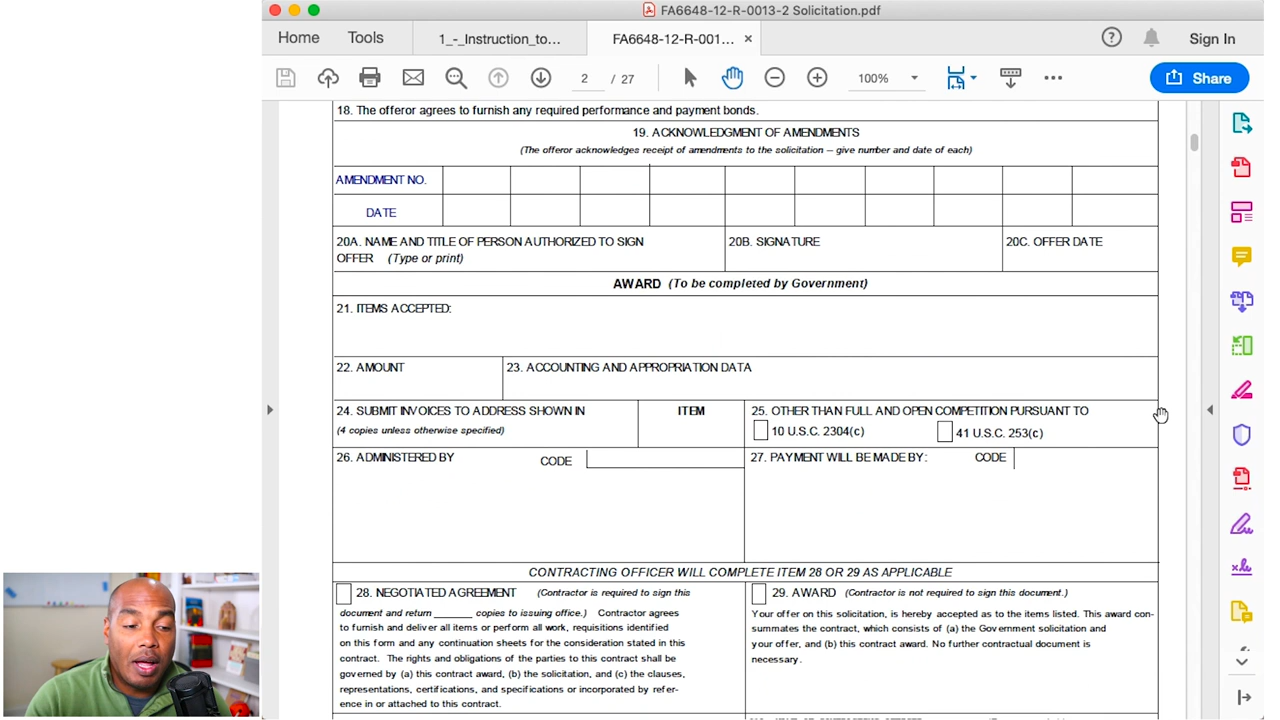 FA6648-12-R-0013-2 Solicitation.pdf
Home Tools 1_-_Instruction_to... FA6648-12-R-001... × Sign In
2 / 27 100% Share
18. The offeror agrees to furnish any required performance and payment bonds.
19. ACKNOWLEDGMENT OF AMENDMENTS
(The offeror acknowledges receipt of amendments to the solicitation -- give number and date of each)
AMENDMENT NO.
DATE
20A. NAME AND TITLE OF PERSON AUTHORIZED TO SIGN
OFFER (Type or print)
20B. SIGNATURE
20C. OFFER DATE
AWARD (To be completed by Government)
21. ITEMS ACCEPTED:
22. AMOUNT
23. ACCOUNTING AND APPROPRIATION DATA
24. SUBMIT INVOICES TO ADDRESS SHOWN IN
(4 copies unless otherwise specified)
ITEM
25. OTHER THAN FULL AND OPEN COMPETITION PURSUANT TO
10 U.S.C. 2304(c) 41 U.S.C. 253(c)
26. ADMINISTERED BY CODE
27. PAYMENT WILL BE MADE BY: CODE
CONTRACTING OFFICER WILL COMPLETE ITEM 28 OR 29 AS APPLICABLE
28. NEGOTIATED AGREEMENT (Contractor is required to sign this
document and return ______ copies to issuing office.) Contractor agrees
to furnish and deliver all items or perform all work, requisitions identified
on this form and any continuation sheets for the consideration stated in this
contract. The rights and obligations of the parties to this contract shall be
governed by (a) this contract award, (b) the solicitation, and (c) the clauses,
representations, certifications, and specifications or incorporated by refer-
ence in or attached to this contract.
29. AWARD (Contractor is not required to sign this document.)
Your offer on this solicitation, is hereby accepted as to the items listed. This award con-
summates the contract, which consists of (a) the Government solicitation and
your offer, and (b) this contract award. No further contractual document is
necessary.